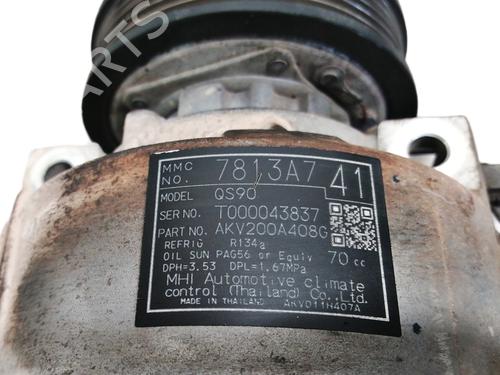 MMC NO. 7813A7 41
MODEL QS90
SER NO. T000043837
PART NO. AKV200A408G
REFRIG R134a
OIL SUN PAG56 or Equiv 70 cc
DPH=3.53 DPL=1.67MPa
MHI Automotive climate
control (Thailand) Co., Ltd.
MADE IN THAILAND AKV011H407A